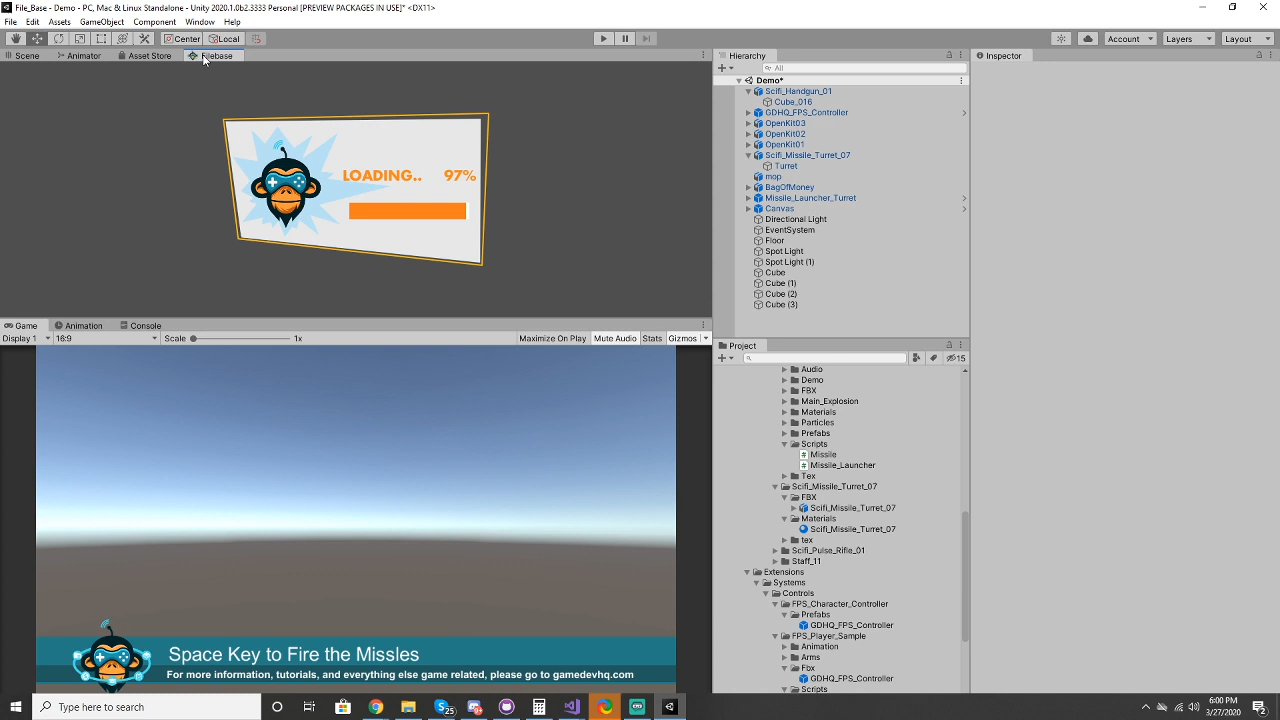 File_Base - Demo - PC, Mac & Linux Standalone - Unity 2020.1.0b2.3333 Personal [PREVIEW PACKAGES IN USE]* <DX11>
File Edit Assets GameObject Component Window Help
Center Local Account Layers Layout
Scene Animator Asset Store Filebase
LOADING.. 97%
Game Animation Console
Display 1 16:9 Scale 1x Maximize On Play Mute Audio Stats Gizmos
Space Key to Fire the Missles
For more information, tutorials, and everything else game related, please go to gamedevhq.com
Hierarchy
All
Demo*
Scifi_Handgun_01
Cube_016
GDHQ_FPS_Controller
OpenKit03
OpenKit02
OpenKit01
Scifi_Missile_Turret_07
Turret
mop
BagOfMoney
Missile_Launcher_Turret
Canvas
Directional Light
EventSystem
Floor
Spot Light
Spot Light (1)
Cube
Cube (1)
Cube (2)
Cube (3)
Project
15
Audio
Demo
FBX
Main_Explosion
Materials
Particles
Prefabs
Scripts
Missile
Missile_Launcher
Tex
Scifi_Missile_Turret_07
FBX
Scifi_Missile_Turret_07
Materials
Scifi_Missile_Turret_07
tex
Scifi_Pulse_Rifle_01
Staff_11
Extensions
Systems
Controls
FPS_Character_Controller
Prefabs
GDHQ_FPS_Controller
FPS_Player_Sample
Animation
Arms
Fbx
GDHQ_FPS_Controller
Scripts
Inspector
Type here to search
25
6:00 PM
3/27/2020
2